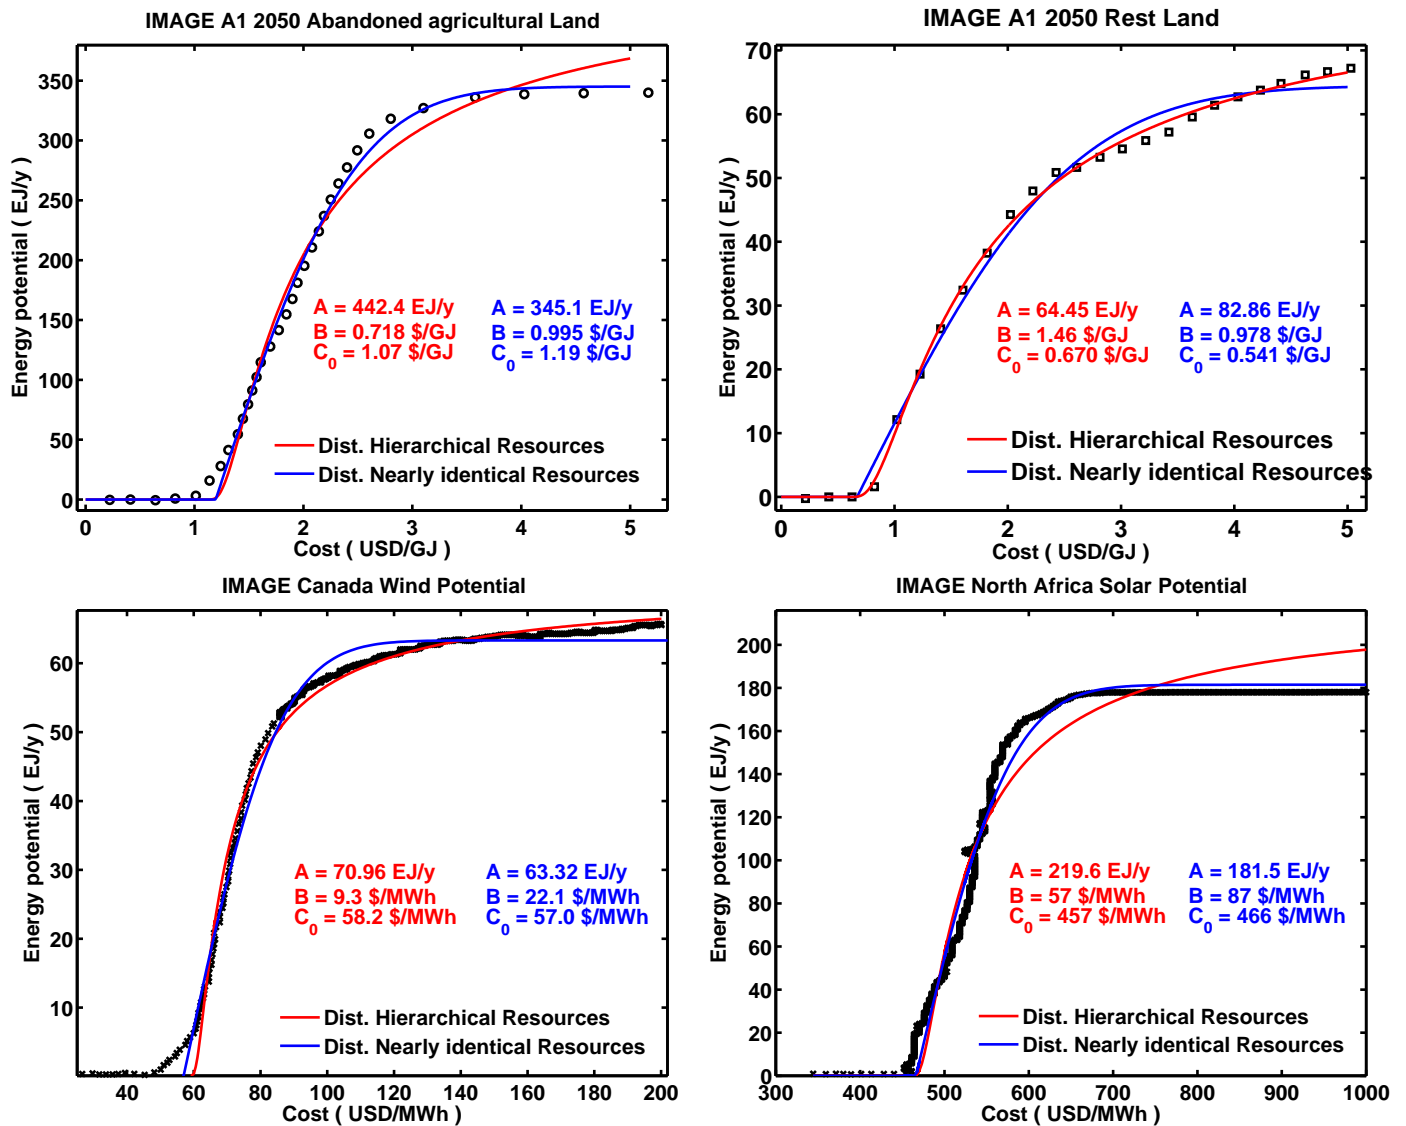 IMAGE A1 2050 Abandoned agricultural Land
Energy potential ( EJ/y )
350
300
250
200
150
100
50
0
A = 442.4 EJ/y
B = 0.718 $/GJ
C0 = 1.07 $/GJ
A = 345.1 EJ/y
B = 0.995 $/GJ
C0 = 1.19 $/GJ
Dist. Hierarchical Resources
Dist. Nearly identical Resources
0 1 2 3 4 5
Cost ( USD/GJ )
IMAGE A1 2050 Rest Land
Energy potential ( EJ/y )
70
60
50
40
30
20
10
0
A = 64.45 EJ/y
B = 1.46 $/GJ
C0 = 0.670 $/GJ
A = 82.86 EJ/y
B = 0.978 $/GJ
C0 = 0.541 $/GJ
Dist. Hierarchical Resources
Dist. Nearly identical Resources
0 1 2 3 4 5
Cost ( USD/GJ )
IMAGE Canada Wind Potential
Energy potential ( EJ/y )
60
50
40
30
20
10
A = 70.96 EJ/y
B = 9.3 $/MWh
C0 = 58.2 $/MWh
A = 63.32 EJ/y
B = 22.1 $/MWh
C0 = 57.0 $/MWh
Dist. Hierarchical Resources
Dist. Nearly identical Resources
40 60 80 100 120 140 160 180 200
Cost ( USD/MWh )
IMAGE North Africa Solar Potential
Energy potential ( EJ/y )
200
180
160
140
120
100
80
60
40
20
0
A = 219.6 EJ/y
B = 57 $/MWh
C0 = 457 $/MWh
A = 181.5 EJ/y
B = 87 $/MWh
C0 = 466 $/MWh
Dist. Hierarchical Resources
Dist. Nearly identical Resources
300 400 500 600 700 800 900 1000
Cost ( USD/MWh )